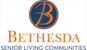 B
BETHESDA
SENIOR LIVING COMMUNITIES